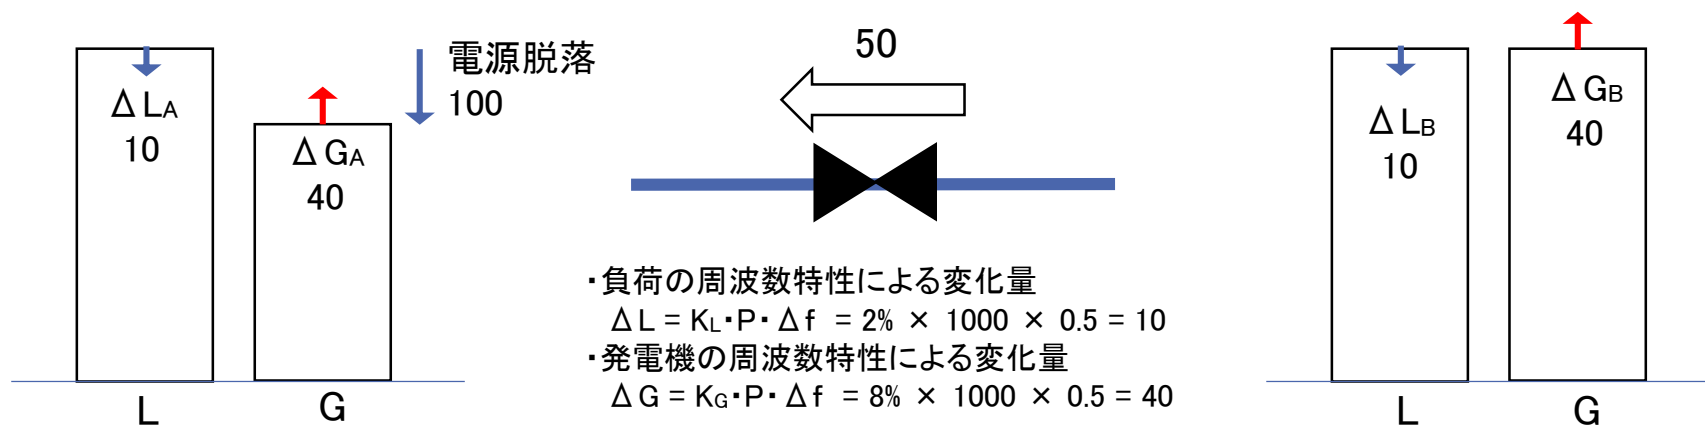 電源脱落
100
ΔLA
10
ΔGA
40
L
G
50
・負荷の周波数特性による変化量
ΔL = KL・P・Δf = 2% × 1000 × 0.5 = 10
・発電機の周波数特性による変化量
ΔG = KG・P・Δf = 8% × 1000 × 0.5 = 40
ΔLB
10
ΔGB
40
L
G